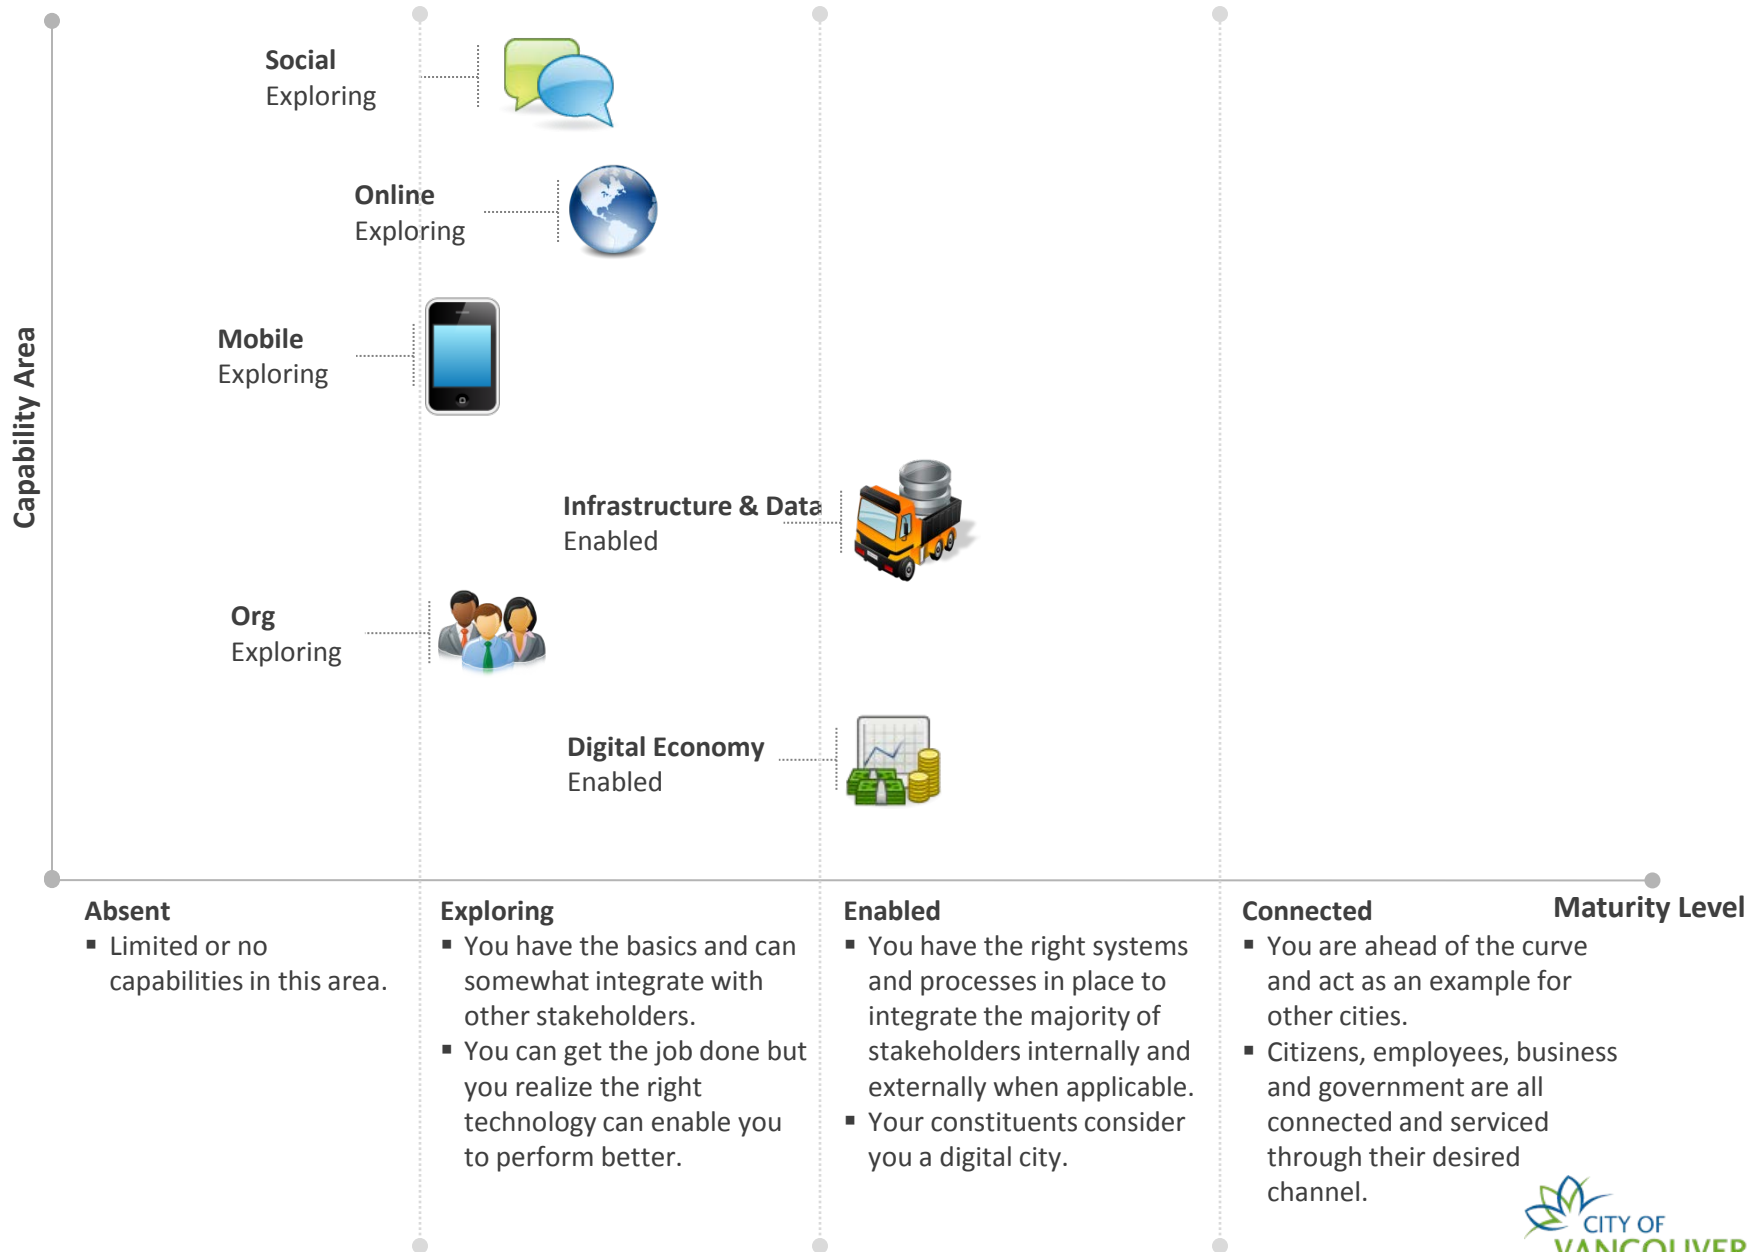 Capability Area
Social
Exploring
Online
Exploring
Mobile
Exploring
Infrastructure & Data
Enabled
Org
Exploring
Digital Economy
Enabled
Maturity Level
Absent
▪ Limited or no
capabilities in this area.
Exploring
▪ You have the basics and can
somewhat integrate with
other stakeholders.
▪ You can get the job done but
you realize the right
technology can enable you
to perform better.
Enabled
▪ You have the right systems
and processes in place to
integrate the majority of
stakeholders internally and
externally when applicable.
▪ Your constituents consider
you a digital city.
Connected
▪ You are ahead of the curve
and act as an example for
other cities.
▪ Citizens, employees, business
and government are all
connected and serviced
through their desired
channel.
CITY OF
VANCOUVER